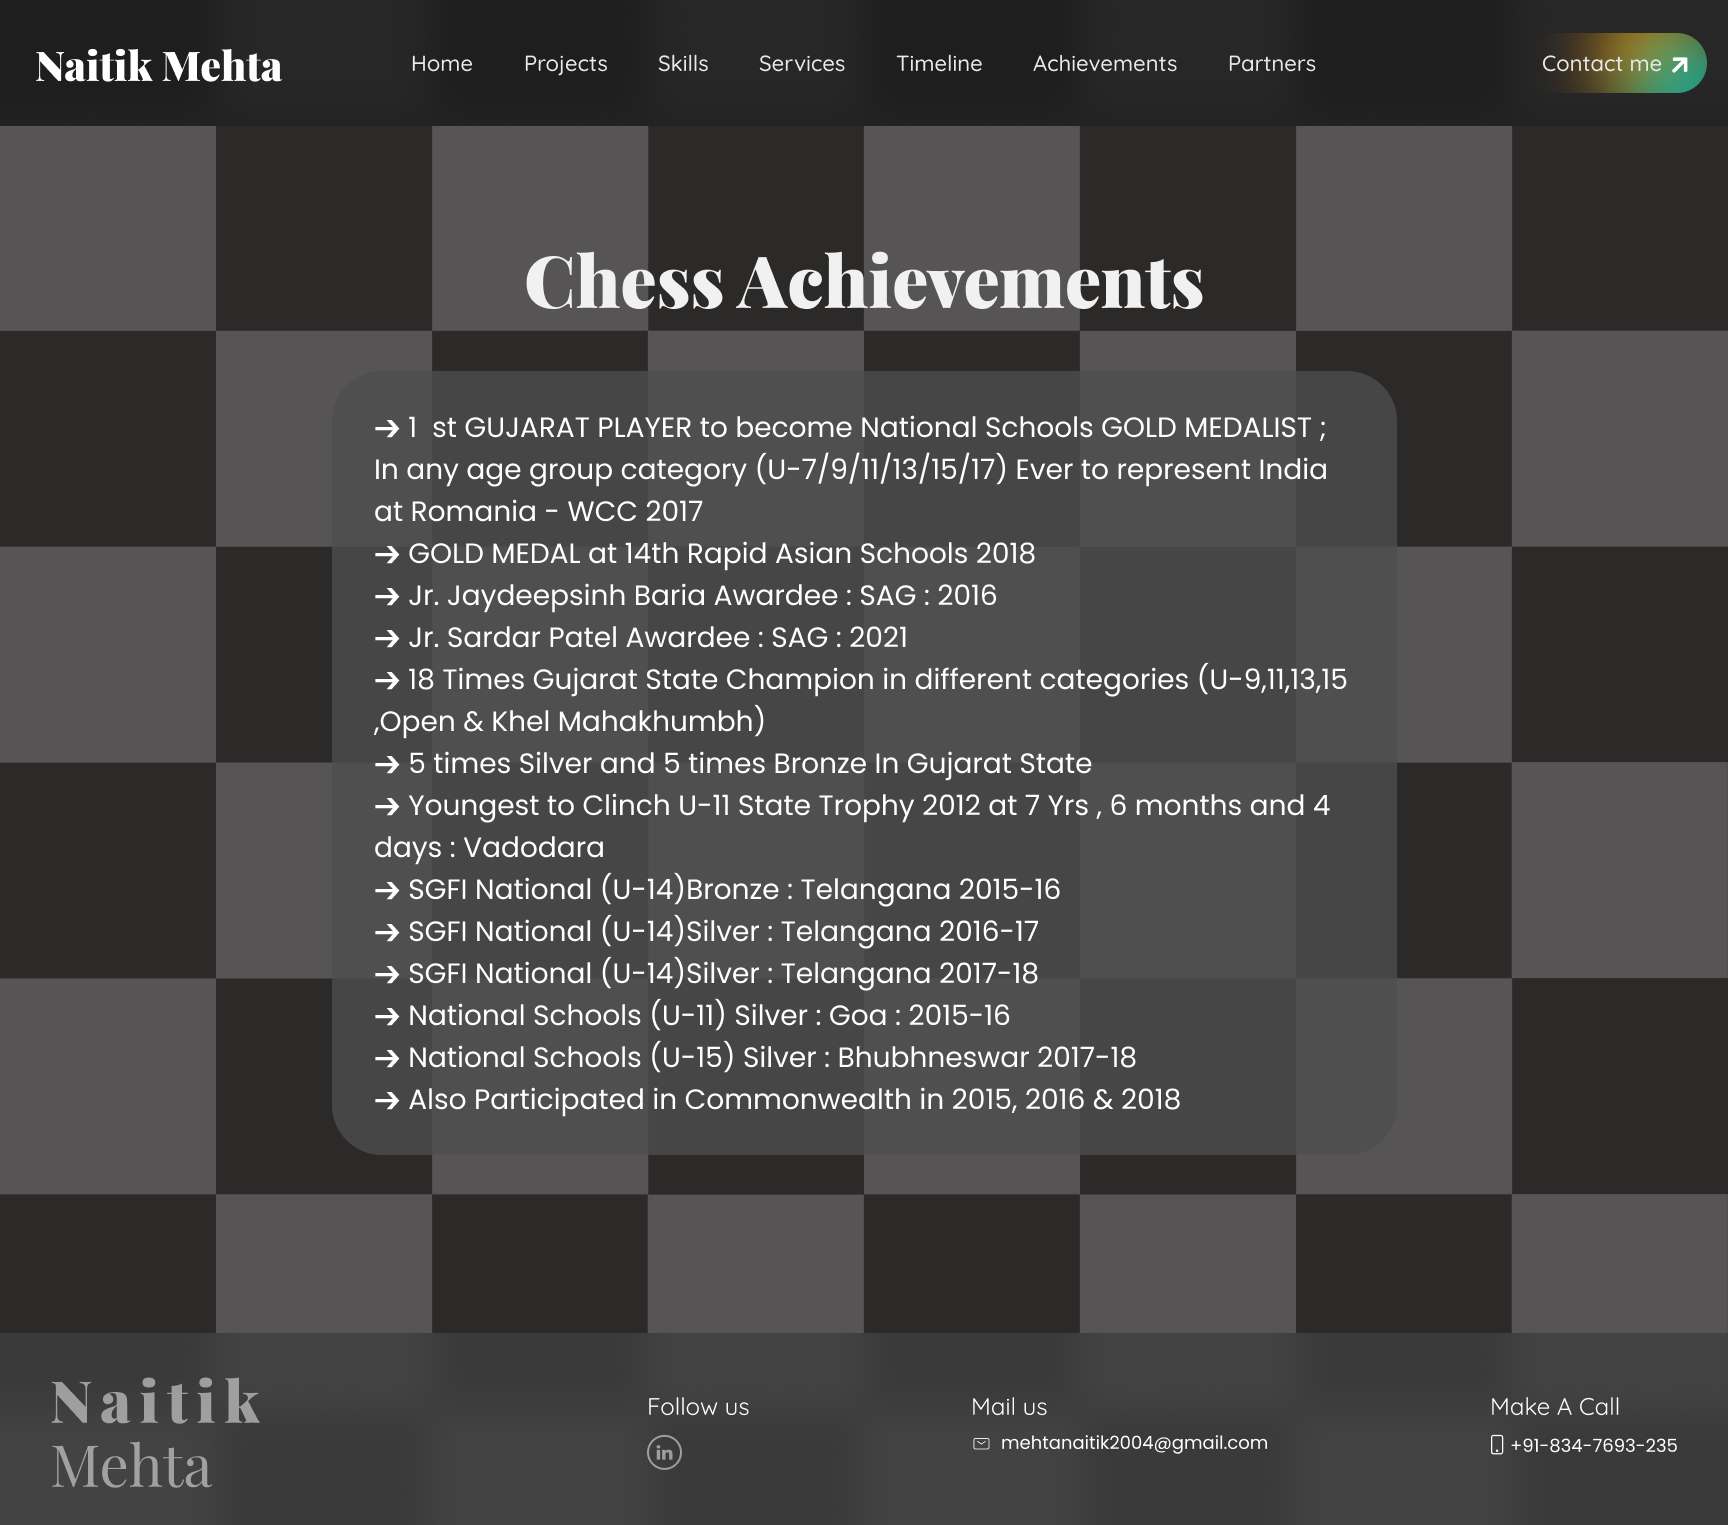 Naitik Mehta
Home
Projects
Skills
Services
Timeline
Achievements
Partners
Contact me
Chess Achievements
→ 1 st GUJARAT PLAYER to become National Schools GOLD MEDALIST ;
In any age group category (U-7/9/11/13/15/17) Ever to represent India
at Romania - WCC 2017
→ GOLD MEDAL at 14th Rapid Asian Schools 2018
→ Jr. Jaydeepsinh Baria Awardee : SAG : 2016
→ Jr. Sardar Patel Awardee : SAG : 2021
→ 18 Times Gujarat State Champion in different categories (U-9,11,13,15
,Open & Khel Mahakhumbh)
→ 5 times Silver and 5 times Bronze In Gujarat State
→ Youngest to Clinch U-11 State Trophy 2012 at 7 Yrs , 6 months and 4
days : Vadodara
→ SGFI National (U-14)Bronze : Telangana 2015-16
→ SGFI National (U-14)Silver : Telangana 2016-17
→ SGFI National (U-14)Silver : Telangana 2017-18
→ National Schools (U-11) Silver : Goa : 2015-16
→ National Schools (U-15) Silver : Bhubhneswar 2017-18
→ Also Participated in Commonwealth in 2015, 2016 & 2018
Naitik
Mehta
Follow us
in
Mail us
mehtanaitik2004@gmail.com
Make A Call
+91-834-7693-235